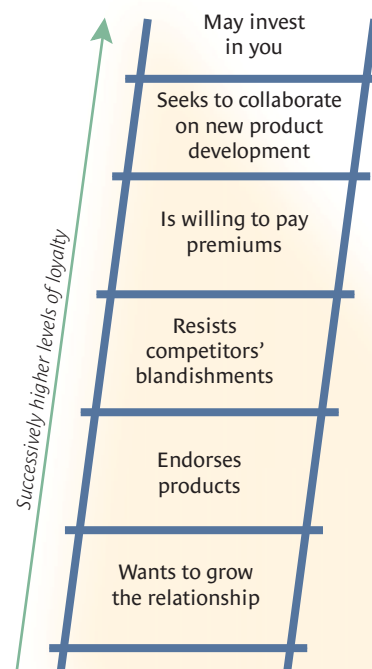 May invest
in you
Seeks to collaborate
on new product
development
Is willing to pay
premiums
Resists
competitors’
blandishments
Endorses
products
Wants to grow
the relationship
Successively higher levels of loyalty